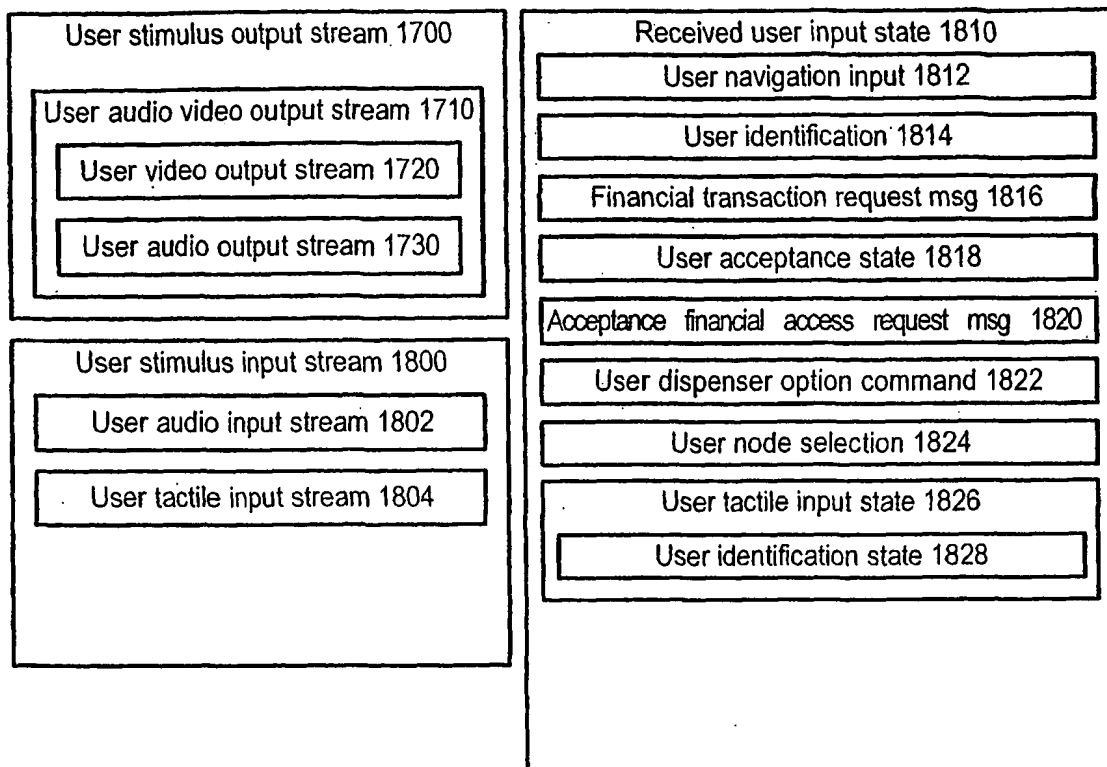 User stimulus output stream 1700
User audio video output stream 1710
User video output stream 1720
User audio output stream 1730
User stimulus input stream 1800
User audio input stream 1802
User tactile input stream 1804
Received user input state 1810
User navigation input 1812
User identification 1814
Financial transaction request msg 1816
User acceptance state 1818
Acceptance financial access request msg 1820
User dispenser option command 1822
User node selection 1824
User tactile input state 1826
User identification state 1828